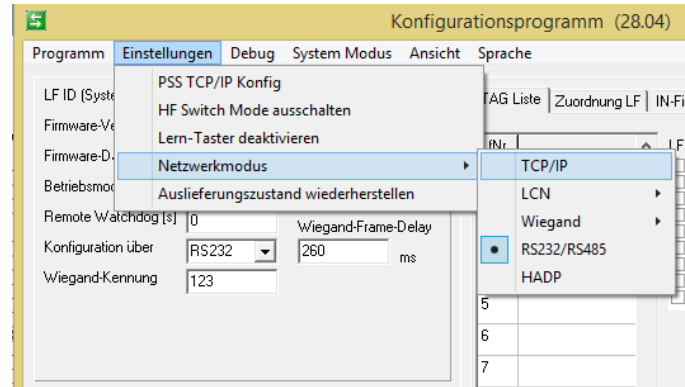 Konfigurationsprogramm (28.04)
Programm Einstellungen Debug System Modus Ansicht Sprache
PSS TCP/IP Konfig
HF Switch Mode ausschalten
Lern-Taster deaktivieren
Netzwerkmodus
Auslieferungszustand wiederherstellen
TCP/IP
LCN
Wiegand
RS232/RS485
HADP
LF ID (Syste
Firmware-Ve
Firmware-D
Betriebsmod
Remote Watchdog [s] 0
Wiegand-Frame-Delay
Konfiguration über RS232 260 ms
Wiegand-Kennung 123
TAG Liste Zuordnung LF IN-Fi
lfNr
LF
5
6
7